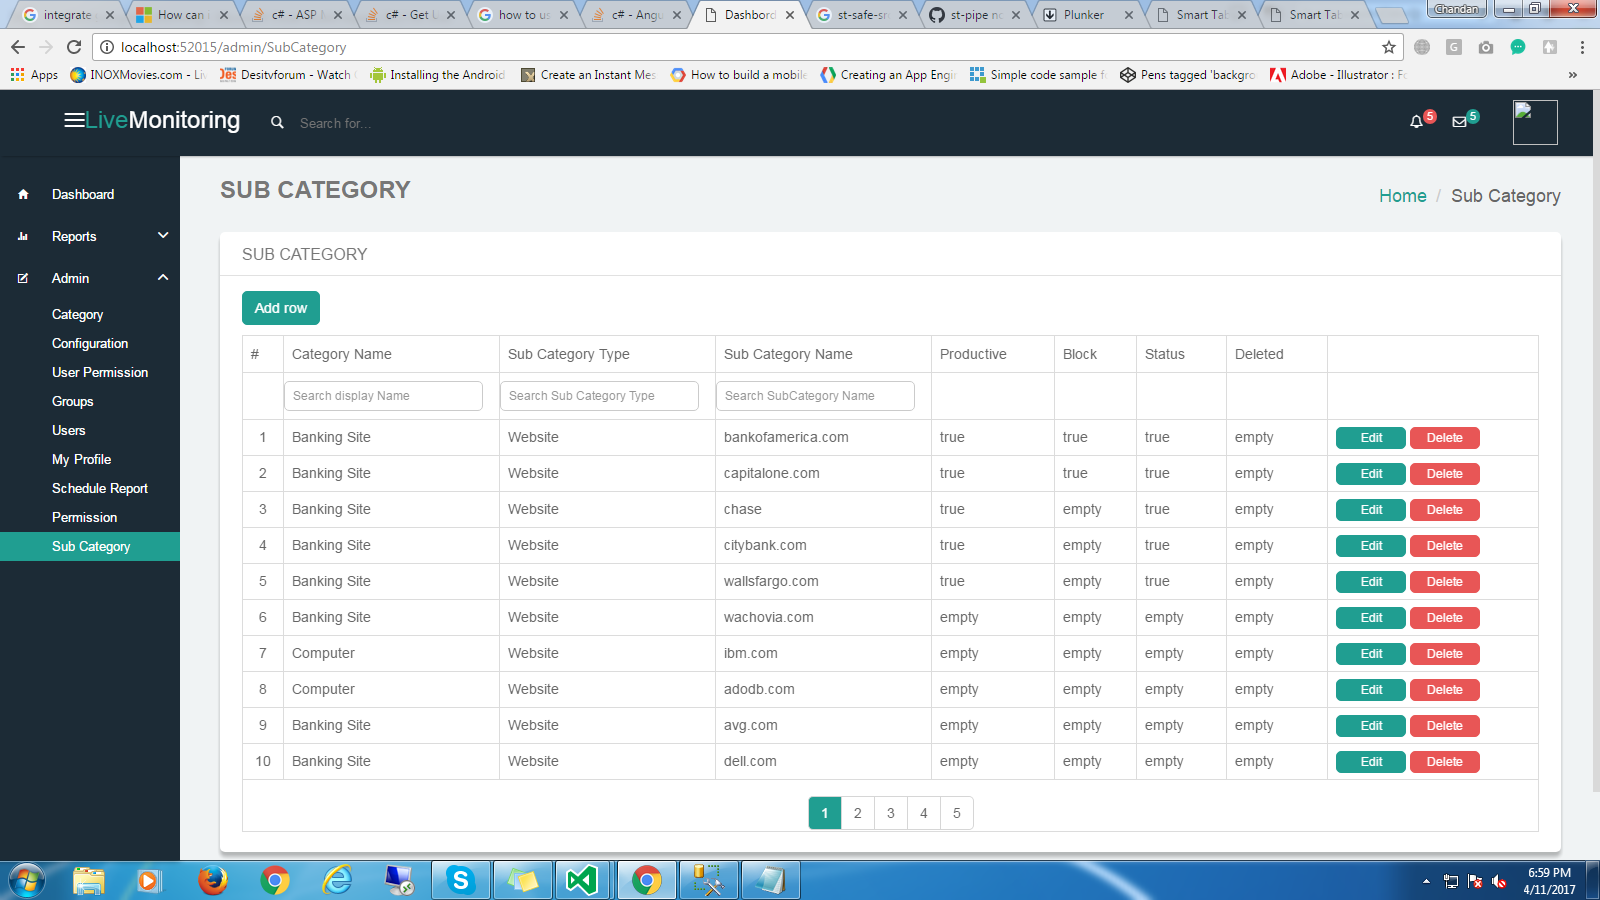 integrate
How can
c# - ASP
c# - Get U
how to us
c# - Angu
Dashbord
st-safe-src
st-pipe no
Plunker
Smart Tab
Smart Tab
Chandan
localhost:52015/admin/SubCategory
Apps
INOXMovies.com - Li
Desitvforum - Watch
Installing the Android
Create an Instant Mes
How to build a mobile
Creating an App Engi
Simple code sample f
Pens tagged 'backgro
Adobe - Illustrator : Fo
LiveMonitoring
Search for...
5
5
Dashboard
Reports
Admin
Category
Configuration
User Permission
Groups
Users
My Profile
Schedule Report
Permission
Sub Category
SUB CATEGORY
Home / Sub Category
SUB CATEGORY
Add row
# Category Name Sub Category Type Sub Category Name Productive Block Status Deleted
Search display Name Search Sub Category Type Search SubCategory Name
1 Banking Site Website bankofamerica.com true true true empty Edit Delete
2 Banking Site Website capitalone.com true true true empty Edit Delete
3 Banking Site Website chase true empty true empty Edit Delete
4 Banking Site Website citybank.com true empty true empty Edit Delete
5 Banking Site Website wallsfargo.com true empty true empty Edit Delete
6 Banking Site Website wachovia.com empty empty empty empty Edit Delete
7 Computer Website ibm.com empty empty empty empty Edit Delete
8 Computer Website adodb.com empty empty empty empty Edit Delete
9 Banking Site Website avg.com empty empty empty empty Edit Delete
10 Banking Site Website dell.com empty empty empty empty Edit Delete
1 2 3 4 5
6:59 PM
4/11/2017